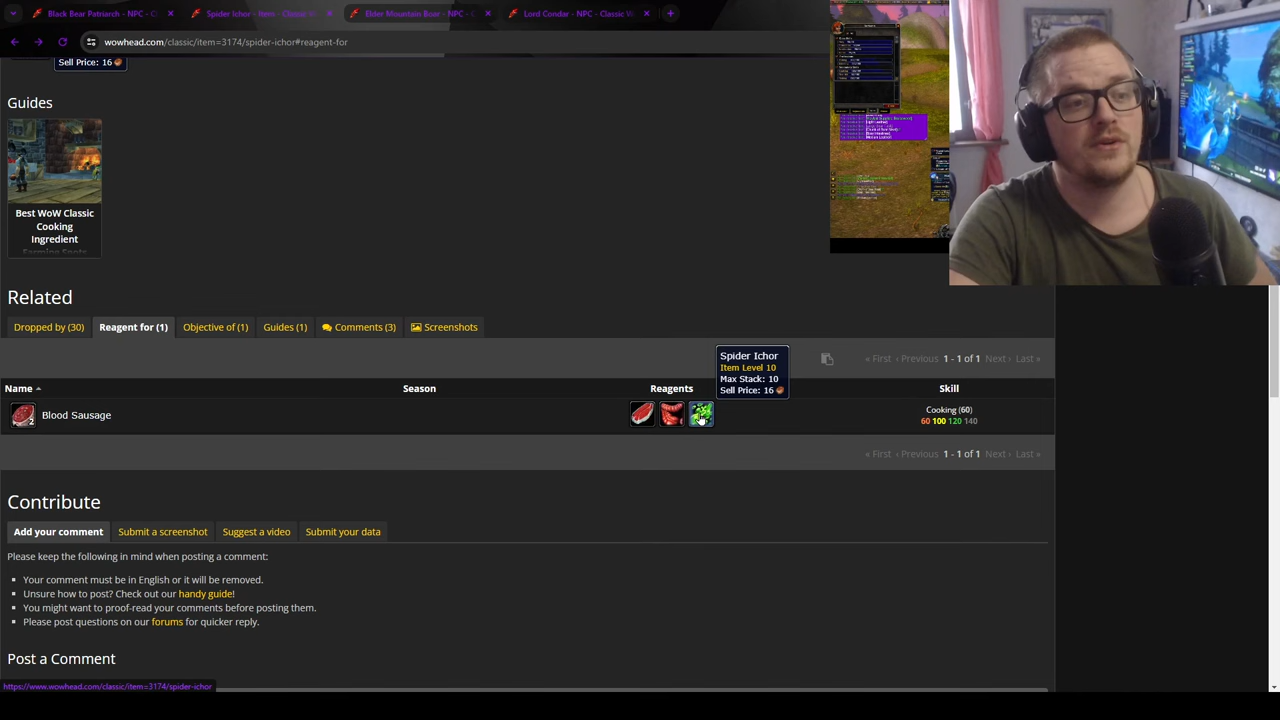 Black Bear Patriarch - NPC - C
Spider Ichor - Item - Classic W
Elder Mountain Boar - NPC - C
Lord Condar - NPC - Classic W
wowhead.com/classic/item=3174/spider-ichor#reagent-for
Sell Price: 16
Guides
Best WoW Classic
Cooking
Ingredient
Farming Spots
Related
Dropped by (30)
Reagent for (1)
Objective of (1)
Guides (1)
Comments (3)
Screenshots
Spider Ichor
Item Level 10
Max Stack: 10
Sell Price: 16
« First ‹ Previous 1 - 1 of 1 Next › Last »
Name
Season
Reagents
Skill
2
Blood Sausage
Cooking (60)
60 100 120 140
« First ‹ Previous 1 - 1 of 1 Next › Last »
Contribute
Add your comment
Submit a screenshot
Suggest a video
Submit your data
Please keep the following in mind when posting a comment:
Your comment must be in English or it will be removed.
Unsure how to post? Check out our handy guide!
You might want to proof-read your comments before posting them.
Please post questions on our forums for quicker reply.
Post a Comment
https://www.wowhead.com/classic/item=3174/spider-ichor